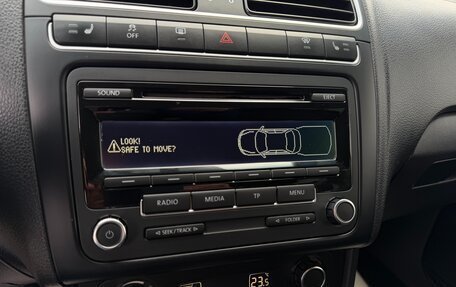 OFF
SOUND
EJECT
LOOK!
SAFE TO MOVE?
RADIO
MEDIA
TP
MENU
SEEK/TRACK
FOLDER
23.5